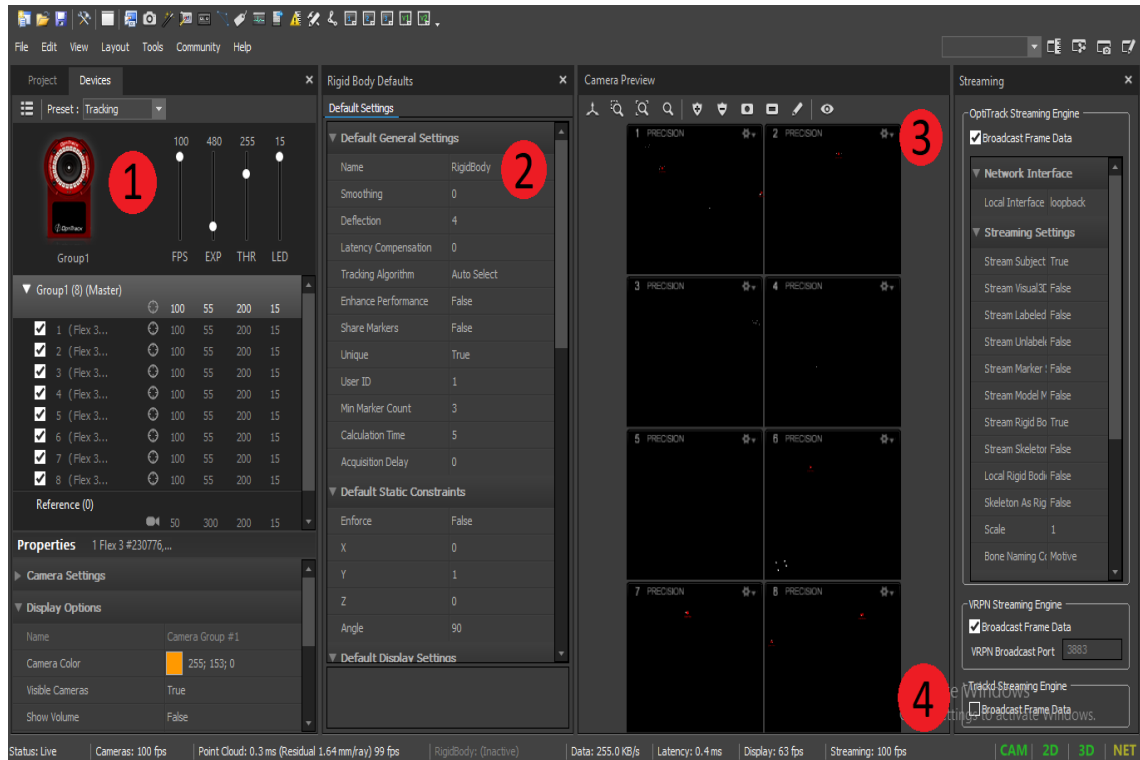 File Edit View Layout Tools Community Help
Project Devices
Preset : Tracking
100 480 255 15
1
OptiTrack
Group1
FPS EXP THR LED
Group1 (8) (Master)
100 55 200 15
1 (Flex 3... 100 55 200 15
2 (Flex 3... 100 55 200 15
3 (Flex 3... 100 55 200 15
4 (Flex 3... 100 55 200 15
5 (Flex 3... 100 55 200 15
6 (Flex 3... 100 55 200 15
7 (Flex 3... 100 55 200 15
8 (Flex 3... 100 55 200 15
Reference (0)
50 300 200 15
Properties 1 Flex 3 #230776,...
Camera Settings
Display Options
Name Camera Group #1
Camera Color 255; 153; 0
Visible Cameras True
Show Volume False
Rigid Body Defaults
Default Settings
Default General Settings
2
Name RigidBody
Smoothing 0
Deflection 4
Latency Compensation 0
Tracking Algorithm Auto Select
Enhance Performance False
Share Markers False
Unique True
User ID 1
Min Marker Count 3
Calculation Time 5
Acquisition Delay 0
Default Static Constraints
Enforce False
X 0
Y 1
Z 0
Angle 90
Default Display Settings
Camera Preview
3
1 PRECISION 2 PRECISION
3 PRECISION 4 PRECISION
5 PRECISION 6 PRECISION
7 PRECISION 8 PRECISION
4
Streaming
OptiTrack Streaming Engine
Broadcast Frame Data
Network Interface
Local Interface loopback
Streaming Settings
Stream Subject True
Stream Visual3D False
Stream Labeled False
Stream Unlabele False
Stream Marker False
Stream Model M False
Stream Rigid Bo True
Stream Skeletor False
Local Rigid Bodi False
Skeleton As Rig False
Scale 1
Bone Naming Co Motive
VRPN Streaming Engine
Broadcast Frame Data
VRPN Broadcast Port 3883
Trackd Streaming Engine
Broadcast Frame Data
e Windows
ttings to activate Windows.
Status: Live Cameras: 100 fps Point Cloud: 0.3 ms (Residual 1.64 mm/ray) 99 fps RigidBody: (Inactive) Data: 255.0 KB/s Latency: 0.4 ms Display: 63 fps Streaming: 100 fps CAM 2D 3D NET